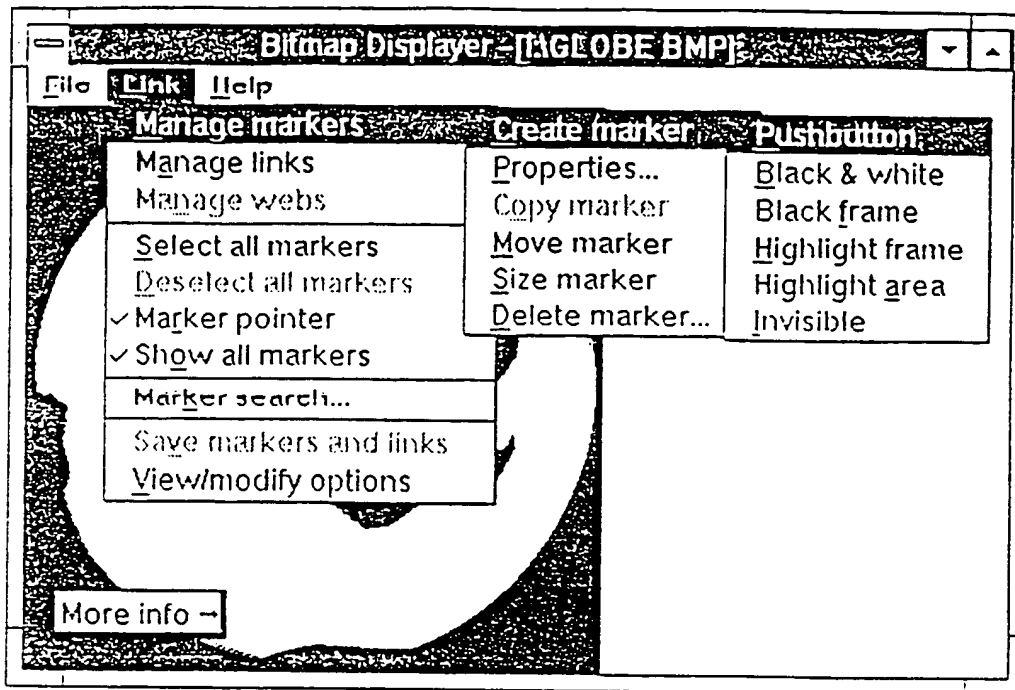 Bitmap Displayer - [A:GLOBE BMP]
File Link Help
Manage markers
Manage links
Manage webs
Select all markers
Deselect all markers
✓ Marker pointer
✓ Show all markers
Marker search...
Save markers and links
View/modify options
Create marker
Properties...
Copy marker
Move marker
Size marker
Delete marker...
Pushbutton
Black & white
Black frame
Highlight frame
Highlight area
Invisible
More info →